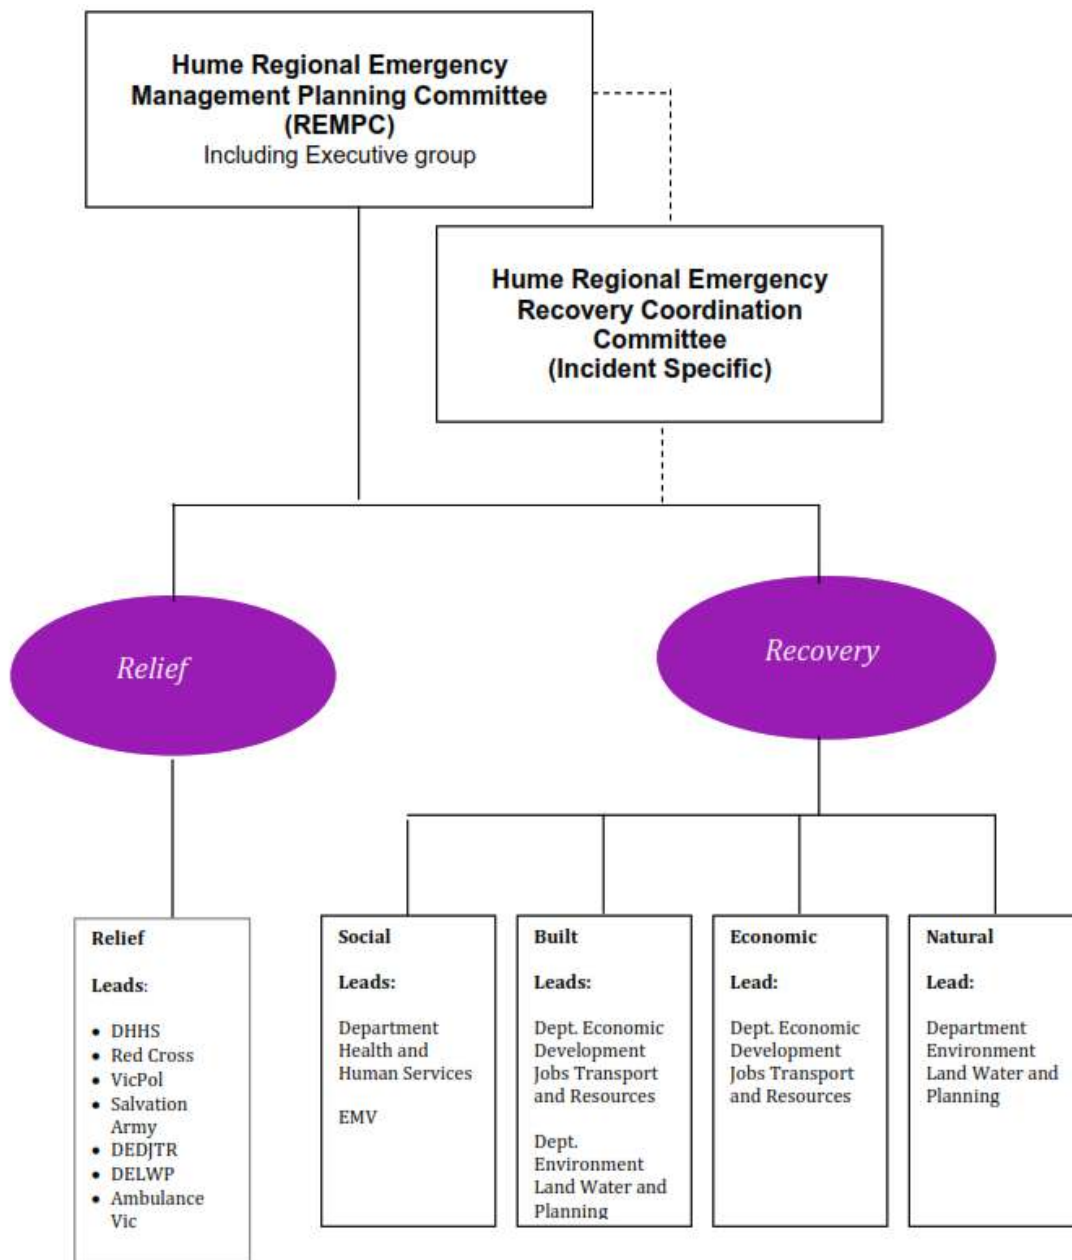 Hume Regional Emergency
Management Planning Committee
(REMPC)
Including Executive group
Hume Regional Emergency
Recovery Coordination
Committee
(Incident Specific)
Relief
Recovery
Relief
Leads:
• DHHS
• Red Cross
• VicPol
• Salvation
Army
• DEDJTR
• DELWP
• Ambulance
Vic
Social
Leads:
Department
Health and
Human Services
EMV
Built
Leads:
Dept. Economic
Development
Jobs Transport
and Resources
Dept.
Environment
Land Water and
Planning
Economic
Lead:
Dept. Economic
Development
Jobs Transport
and Resources
Natural
Lead:
Department
Environment
Land Water and
Planning